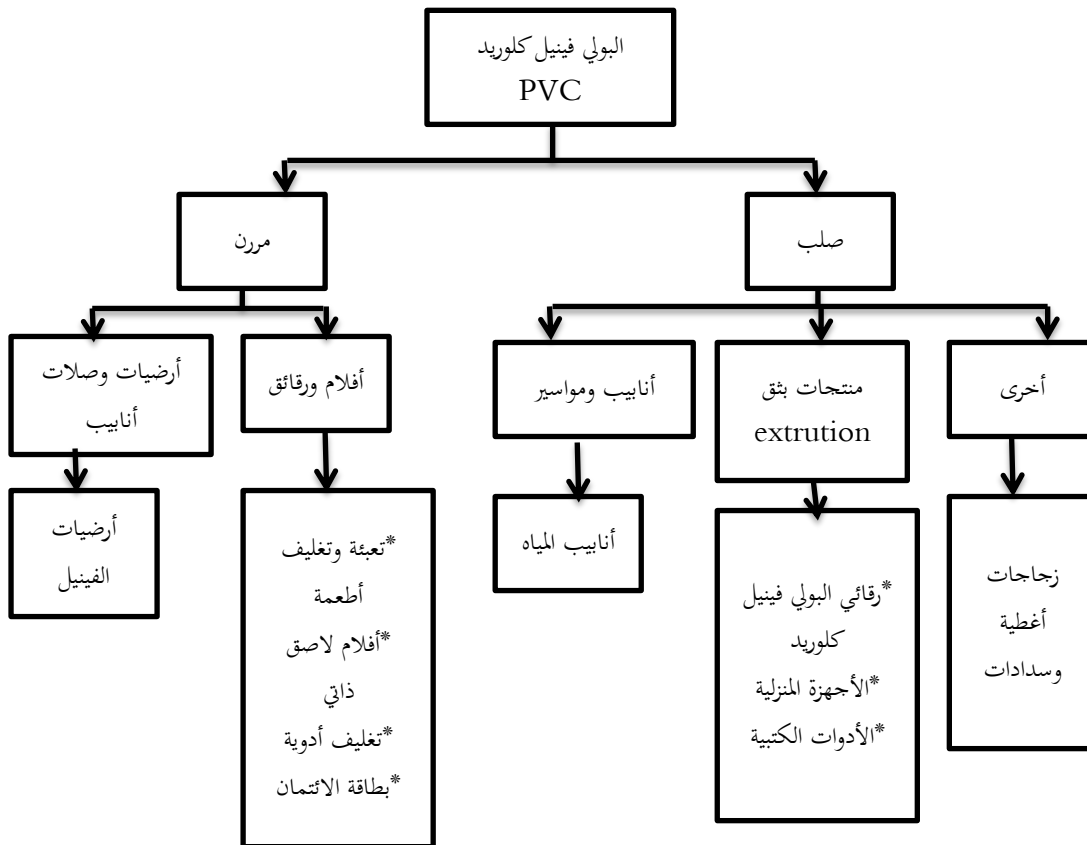 البولي فينيل كلوريد
PVC
صلب
مررن
أخرى
منتجات بثق
extrution
أنابيب ومواسير
أفلام ورقائق
أرضيات وصلات
أنابيب
زجاجات
أغطية
وسدادات
*رقائي البولي فينيل
كلوريد
*الأجهزة المنزلية
*الأدوات الكتبية
أنابيب المياه
*تعبئة وتغليف
أطعمة
*أفلام لاصق
ذاتي
*تغليف أدوية
*بطاقة الائتمان
أرضيات
الفينيل